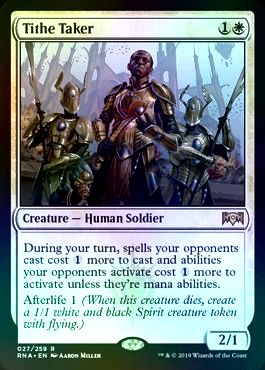 Tithe Taker 1
Creature — Human Soldier
During your turn, spells your opponents
cast cost 1 more to cast and abilities
your opponents activate cost 1 more to
activate unless they're mana abilities.
Afterlife 1 (When this creature dies, create
a 1/1 white and black Spirit creature token
with flying.)
2/1
027/259 R
RNA • EN AARON MILLER
™ & © 2019 Wizards of the Coast